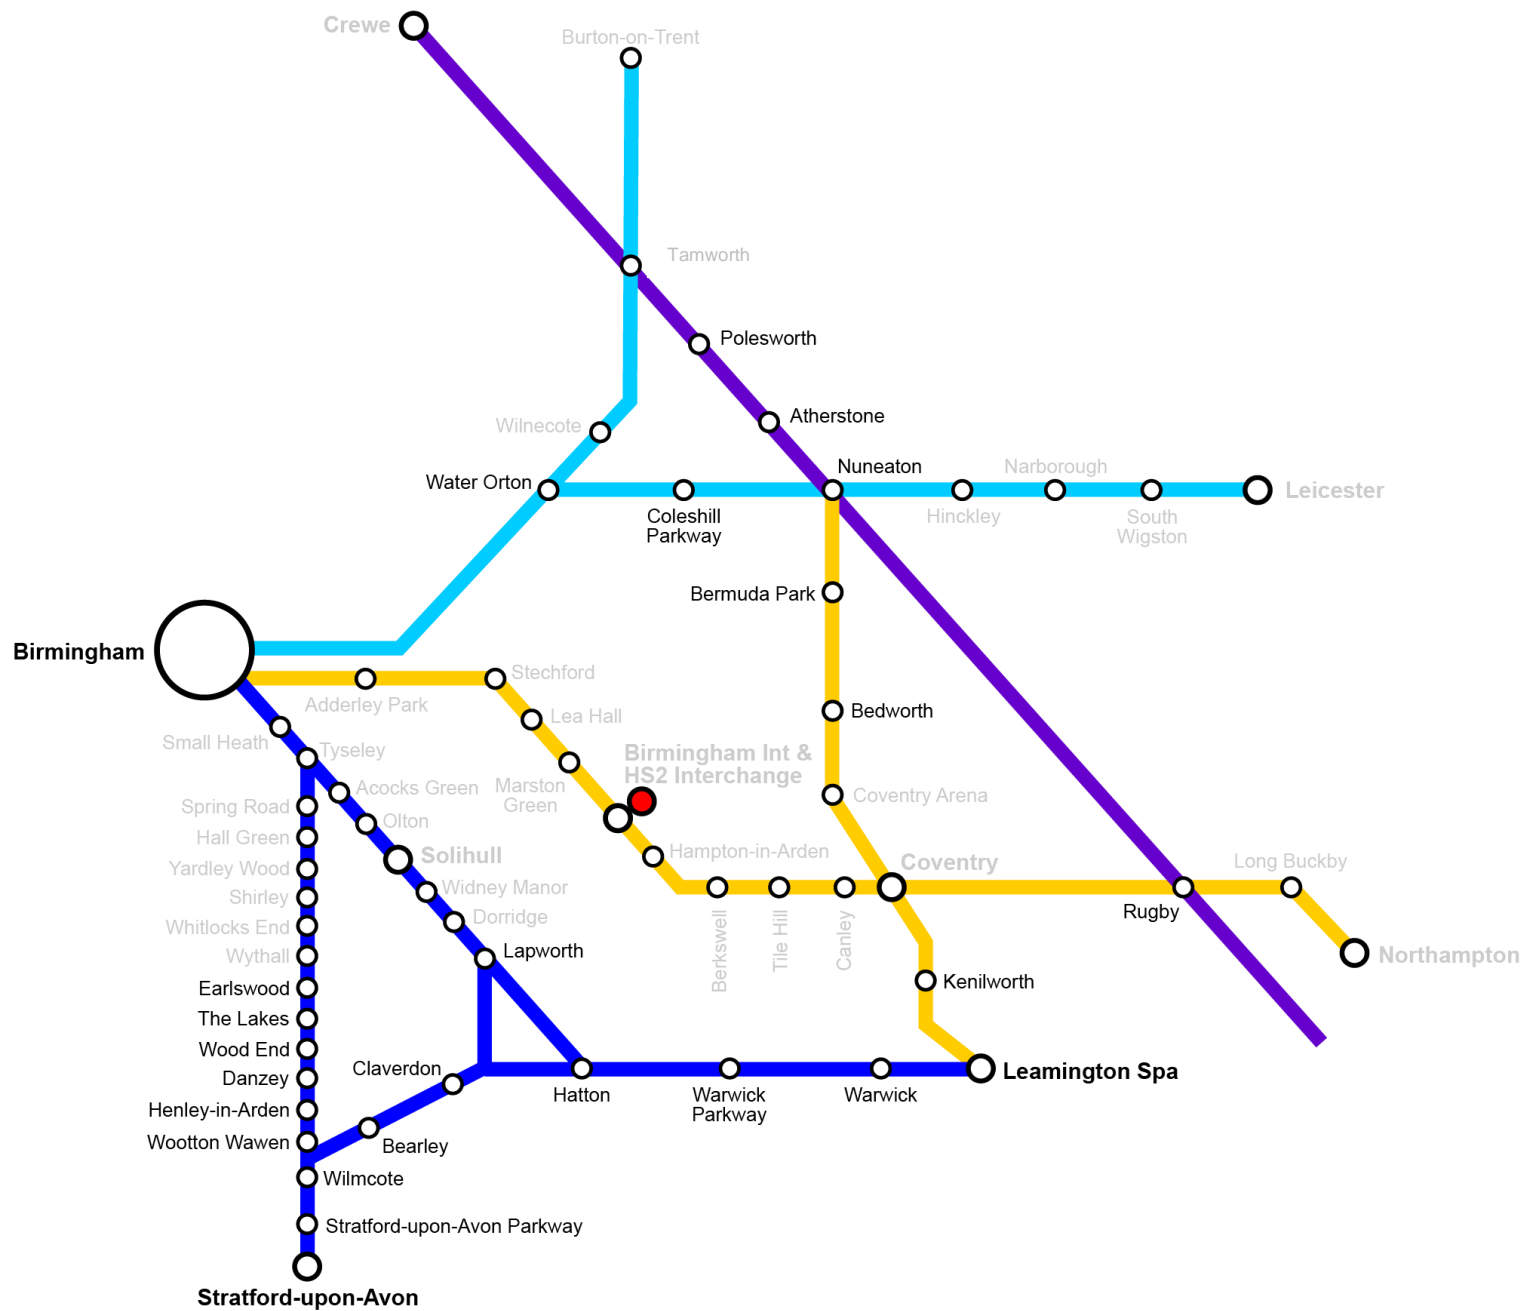 Crewe
Burton-on-Trent
Tamworth
Polesworth
Atherstone
Wilnecote
Water Orton
Nuneaton
Narborough
Leicester
Coleshill
Parkway
Hinckley
South
Wigston
Bermuda Park
Birmingham
Stechford
Adderley Park
Lea Hall
Bedworth
Small Heath
Tyseley
Birmingham Int &
HS2 Interchange
Marston
Green
Acocks Green
Coventry Arena
Spring Road
Olton
Hall Green
Solihull
Hampton-in-Arden
Coventry
Long Buckby
Yardley Wood
Widney Manor
Shirley
Rugby
Dorridge
Whitlocks End
Berkswell
Tile Hill
Canley
Wythall
Lapworth
Northampton
Earlswood
Kenilworth
The Lakes
Wood End
Claverdon
Danzey
Leamington Spa
Hatton
Warwick
Parkway
Warwick
Henley-in-Arden
Wootton Wawen
Bearley
Wilmcote
Stratford-upon-Avon Parkway
Stratford-upon-Avon